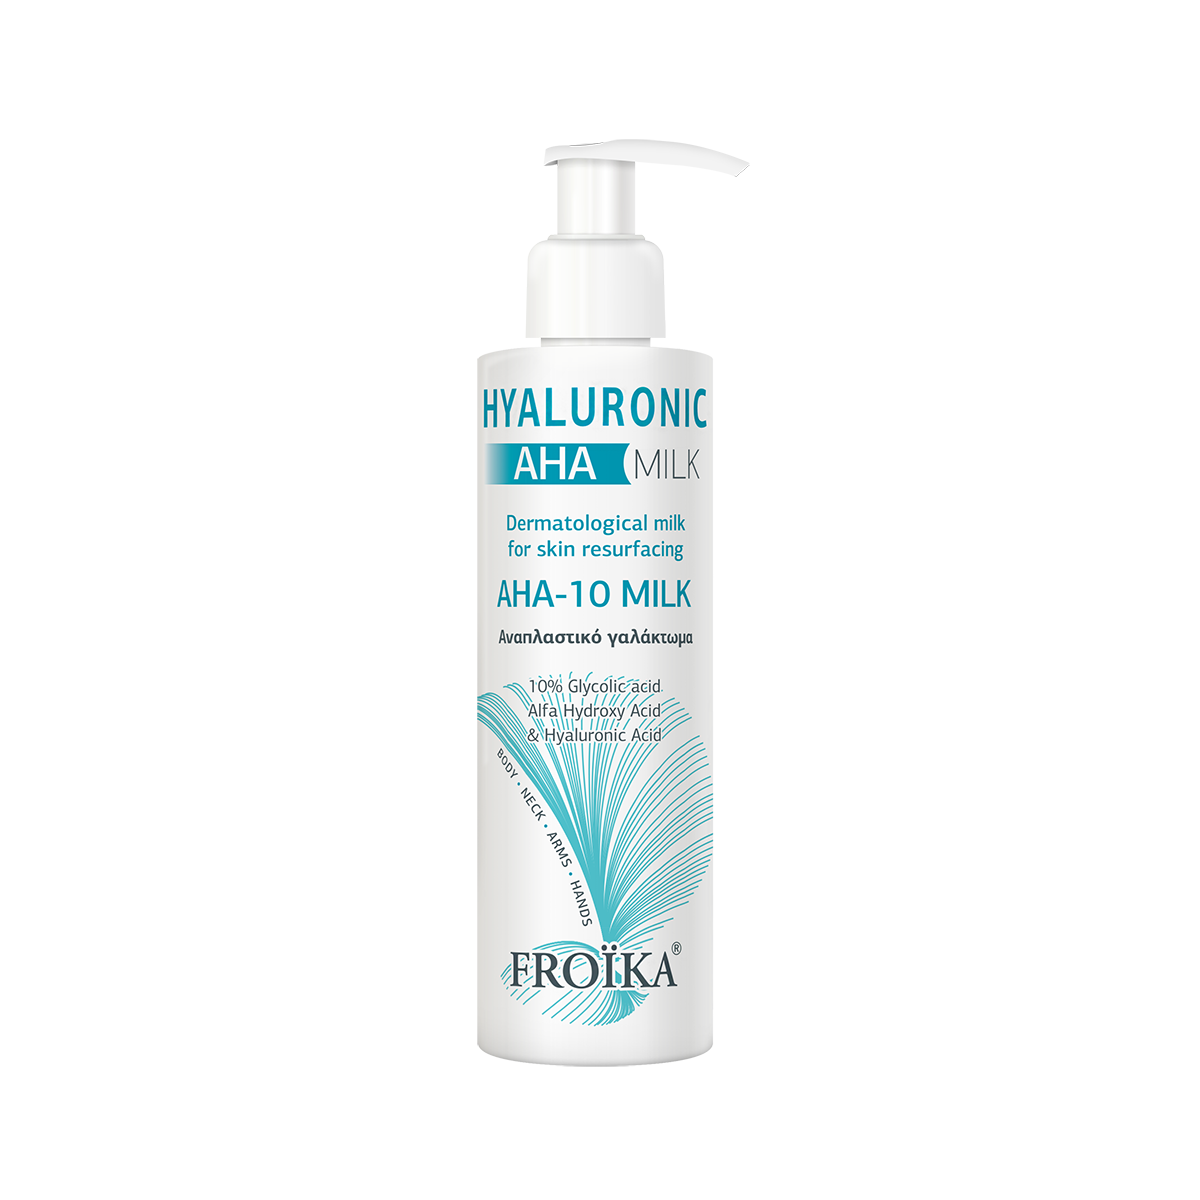 HYALURONIC
AHA MILK
Dermatological milk
for skin resurfacing
AHA-10 MILK
Αναπλαστικό γαλάκτωμα
10% Glycolic acid
Alfa Hydroxy Acid
& Hyaluronic Acid
BODY • NECK • ARMS • HANDS
FROÏKA®